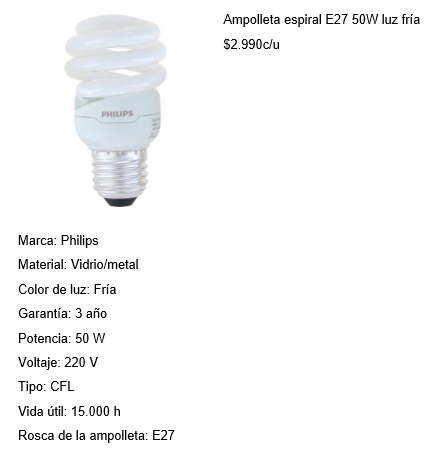 Ampolleta espiral E27 50W luz fría
$2.990c/u
PHILIPS
Marca: Philips
Material: Vidrio/metal
Color de luz: Fría
Garantía: 3 año
Potencia: 50 W
Voltaje: 220 V
Tipo: CFL
Vida útil: 15.000 h
Rosca de la ampolleta: E27